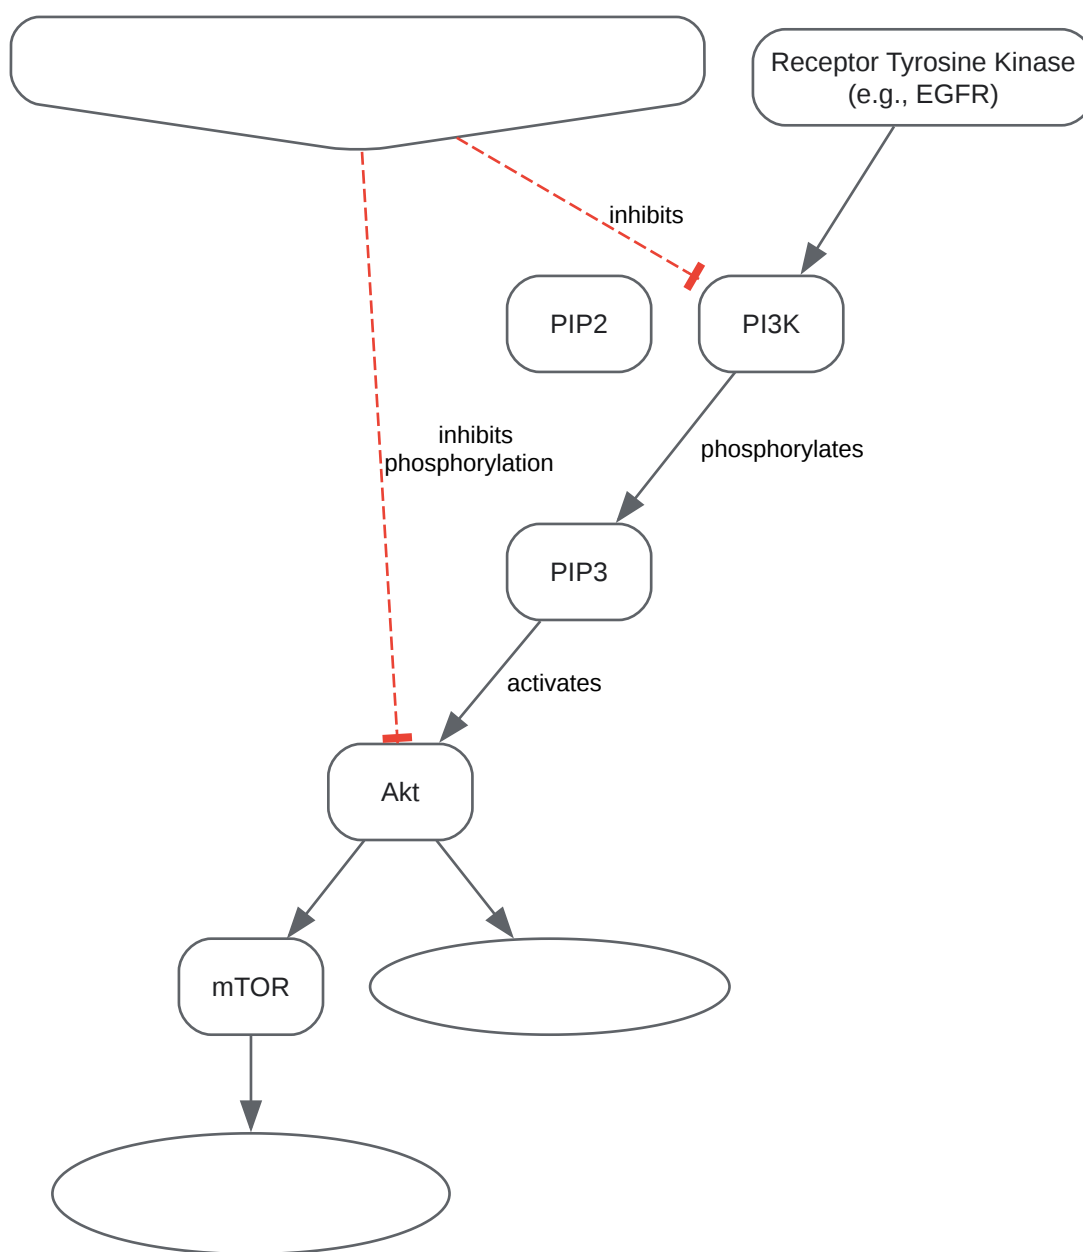 Receptor Tyrosine Kinase
(e.g., EGFR)
inhibits
PIP2
PI3K
inhibits
phosphorylation
phosphorylates
PIP3
activates
Akt
mTOR